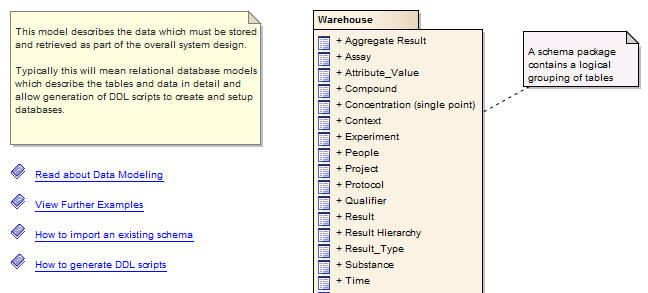 This model describes the data which must be stored
and retrieved as part of the overall system design.
Typically this will mean relational database models
which describe the tables and data in detail and
allow generation of DDL scripts to create and setup
databases.
Read about Data Modeling
View Further Examples
How to import an existing schema
How to generate DDL scripts
Warehouse
+ Aggregate Result
+ Assay
+ Attribute_Value
+ Compound
+ Concentration (single point)
+ Context
+ Experiment
+ People
+ Project
+ Protocol
+ Qualifier
+ Result
+ Result Hierarchy
+ Result_Type
+ Substance
+ Time
A schema package
contains a logical
grouping of tables